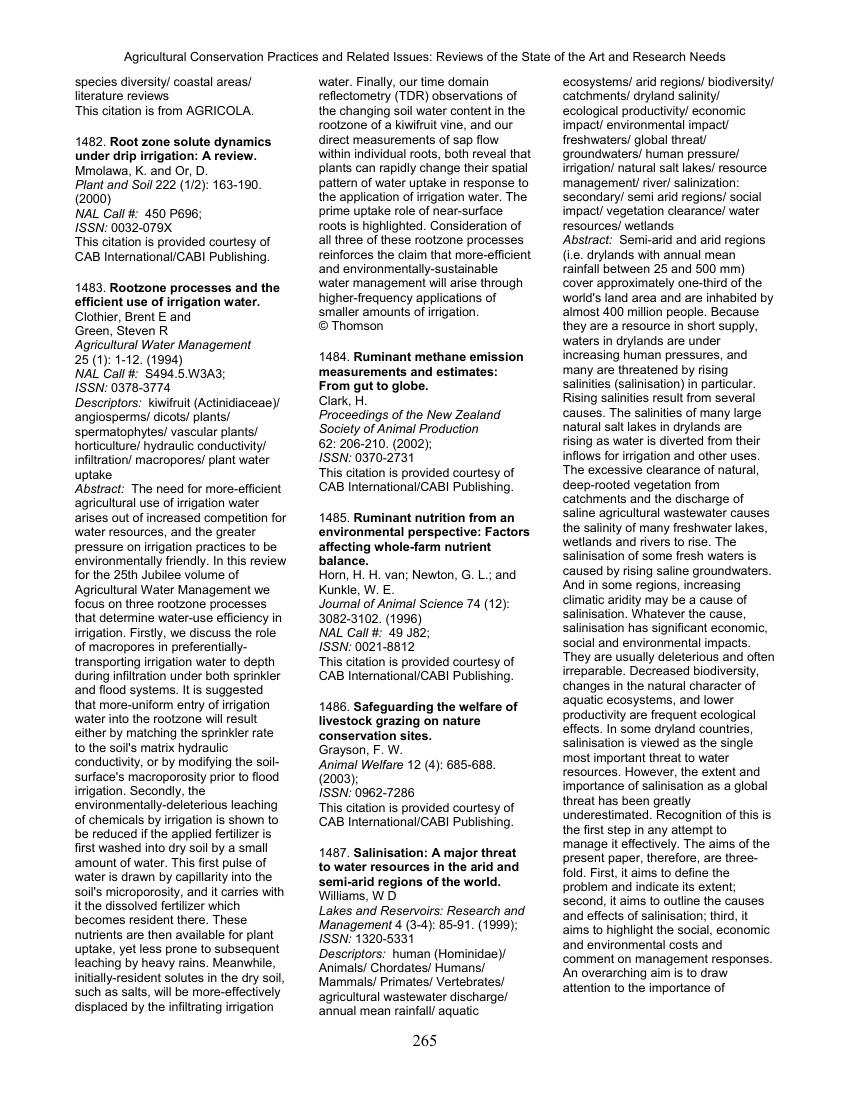 Agricultural Conservation Practices and Related Issues: Reviews of the State of the Art and Research Needs
species diversity/ coastal areas/
literature reviews
This citation is from AGRICOLA.
1482. Root zone solute dynamics
under drip irrigation: A review.
Mmolawa, K. and Or, D.
Plant and Soil 222 (1/2): 163-190.
(2000)
NAL Call #: 450 P696;
ISSN: 0032-079X
This citation is provided courtesy of
CAB International/CABI Publishing.
1483. Rootzone processes and the
efficient use of irrigation water.
Clothier, Brent E and
Green, Steven R
Agricultural Water Management
25 (1): 1-12. (1994)
NAL Call #: S494.5.W3A3;
ISSN: 0378-3774
Descriptors: kiwifruit (Actinidiaceae)/
angiosperms/ dicots/ plants/
spermatophytes/ vascular plants/
horticulture/ hydraulic conductivity/
infiltration/ macropores/ plant water
uptake
Abstract: The need for more-efficient
agricultural use of irrigation water
arises out of increased competition for
water resources, and the greater
pressure on irrigation practices to be
environmentally friendly. In this review
for the 25th Jubilee volume of
Agricultural Water Management we
focus on three rootzone processes
that determine water-use efficiency in
irrigation. Firstly, we discuss the role
of macropores in preferentially-
transporting irrigation water to depth
during infiltration under both sprinkler
and flood systems. It is suggested
that more-uniform entry of irrigation
water into the rootzone will result
either by matching the sprinkler rate
to the soil's matrix hydraulic
conductivity, or by modifying the soil-
surface's macroporosity prior to flood
irrigation. Secondly, the
environmentally-deleterious leaching
of chemicals by irrigation is shown to
be reduced if the applied fertilizer is
first washed into dry soil by a small
amount of water. This first pulse of
water is drawn by capillarity into the
soil's microporosity, and it carries with
it the dissolved fertilizer which
becomes resident there. These
nutrients are then available for plant
uptake, yet less prone to subsequent
leaching by heavy rains. Meanwhile,
initially-resident solutes in the dry soil,
such as salts, will be more-effectively
displaced by the infiltrating irrigation
water. Finally, our time domain
reflectometry (TDR) observations of
the changing soil water content in the
rootzone of a kiwifruit vine, and our
direct measurements of sap flow
within individual roots, both reveal that
plants can rapidly change their spatial
pattern of water uptake in response to
the application of irrigation water. The
prime uptake role of near-surface
roots is highlighted. Consideration of
all three of these rootzone processes
reinforces the claim that more-efficient
and environmentally-sustainable
water management will arise through
higher-frequency applications of
smaller amounts of irrigation.
© Thomson
1484. Ruminant methane emission
measurements and estimates:
From gut to globe.
Clark, H.
Proceedings of the New Zealand
Society of Animal Production
62: 206-210. (2002);
ISSN: 0370-2731
This citation is provided courtesy of
CAB International/CABI Publishing.
1485. Ruminant nutrition from an
environmental perspective: Factors
affecting whole-farm nutrient
balance.
Horn, H. H. van; Newton, G. L.; and
Kunkle, W. E.
Journal of Animal Science 74 (12):
3082-3102. (1996)
NAL Call #: 49 J82;
ISSN: 0021-8812
This citation is provided courtesy of
CAB International/CABI Publishing.
1486. Safeguarding the welfare of
livestock grazing on nature
conservation sites.
Grayson, F. W.
Animal Welfare 12 (4): 685-688.
(2003);
ISSN: 0962-7286
This citation is provided courtesy of
CAB International/CABI Publishing.
1487. Salinisation: A major threat
to water resources in the arid and
semi-arid regions of the world.
Williams, W D
Lakes and Reservoirs: Research and
Management 4 (3-4): 85-91. (1999);
ISSN: 1320-5331
Descriptors: human (Hominidae)/
Animals/ Chordates/ Humans/
Mammals/ Primates/ Vertebrates/
agricultural wastewater discharge/
annual mean rainfall/ aquatic
ecosystems/ arid regions/ biodiversity/
catchments/ dryland salinity/
ecological productivity/ economic
impact/ environmental impact/
freshwaters/ global threat/
groundwaters/ human pressure/
irrigation/ natural salt lakes/ resource
management/ river/ salinization:
secondary/ semi arid regions/ social
impact/ vegetation clearance/ water
resources/ wetlands
Abstract: Semi-arid and arid regions
(i.e. drylands with annual mean
rainfall between 25 and 500 mm)
cover approximately one-third of the
world's land area and are inhabited by
almost 400 million people. Because
they are a resource in short supply,
waters in drylands are under
increasing human pressures, and
many are threatened by rising
salinities (salinisation) in particular.
Rising salinities result from several
causes. The salinities of many large
natural salt lakes in drylands are
rising as water is diverted from their
inflows for irrigation and other uses.
The excessive clearance of natural,
deep-rooted vegetation from
catchments and the discharge of
saline agricultural wastewater causes
the salinity of many freshwater lakes,
wetlands and rivers to rise. The
salinisation of some fresh waters is
caused by rising saline groundwaters.
And in some regions, increasing
climatic aridity may be a cause of
salinisation. Whatever the cause,
salinisation has significant economic,
social and environmental impacts.
They are usually deleterious and often
irreparable. Decreased biodiversity,
changes in the natural character of
aquatic ecosystems, and lower
productivity are frequent ecological
effects. In some dryland countries,
salinisation is viewed as the single
most important threat to water
resources. However, the extent and
importance of salinisation as a global
threat has been greatly
underestimated. Recognition of this is
the first step in any attempt to
manage it effectively. The aims of the
present paper, therefore, are three-
fold. First, it aims to define the
problem and indicate its extent;
second, it aims to outline the causes
and effects of salinisation; third, it
aims to highlight the social, economic
and environmental costs and
comment on management responses.
An overarching aim is to draw
attention to the importance of
265